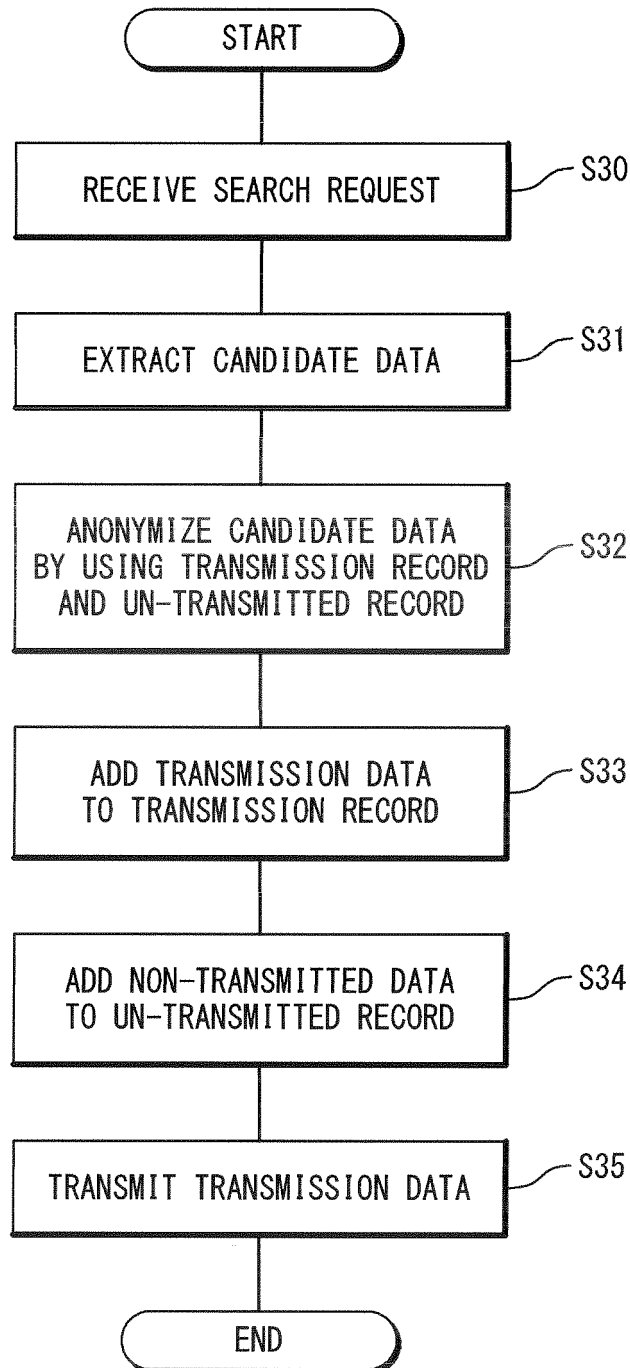 START
RECEIVE SEARCH REQUEST
S30
EXTRACT CANDIDATE DATA
S31
ANONYMIZE CANDIDATE DATA
BY USING TRANSMISSION RECORD
AND UN-TRANSMITTED RECORD
S32
ADD TRANSMISSION DATA
TO TRANSMISSION RECORD
S33
ADD NON-TRANSMITTED DATA
TO UN-TRANSMITTED RECORD
S34
TRANSMIT TRANSMISSION DATA
S35
END